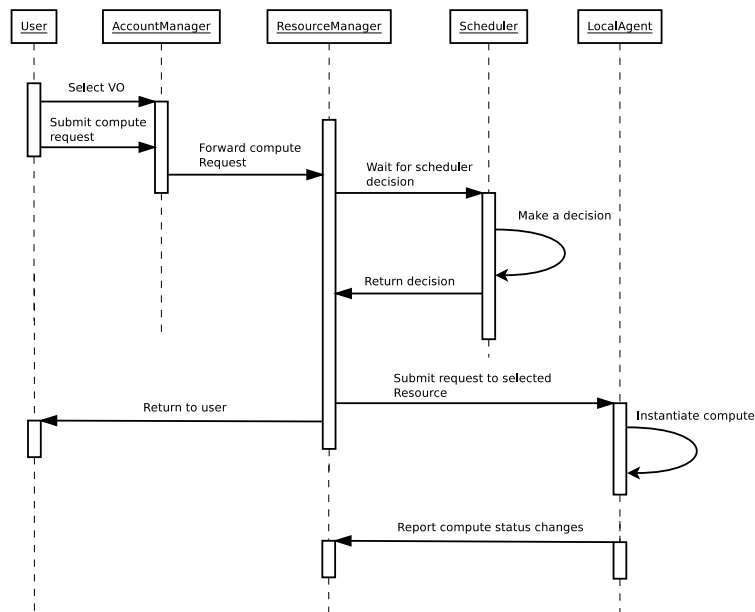 User
AccountManager
ResourceManager
Scheduler
LocalAgent
Select VO
Submit compute
request
Forward compute
Request
Wait for scheduler
decision
Make a decision
Return decision
Submit request to selected
Resource
Return to user
Instantiate compute
Report compute status changes